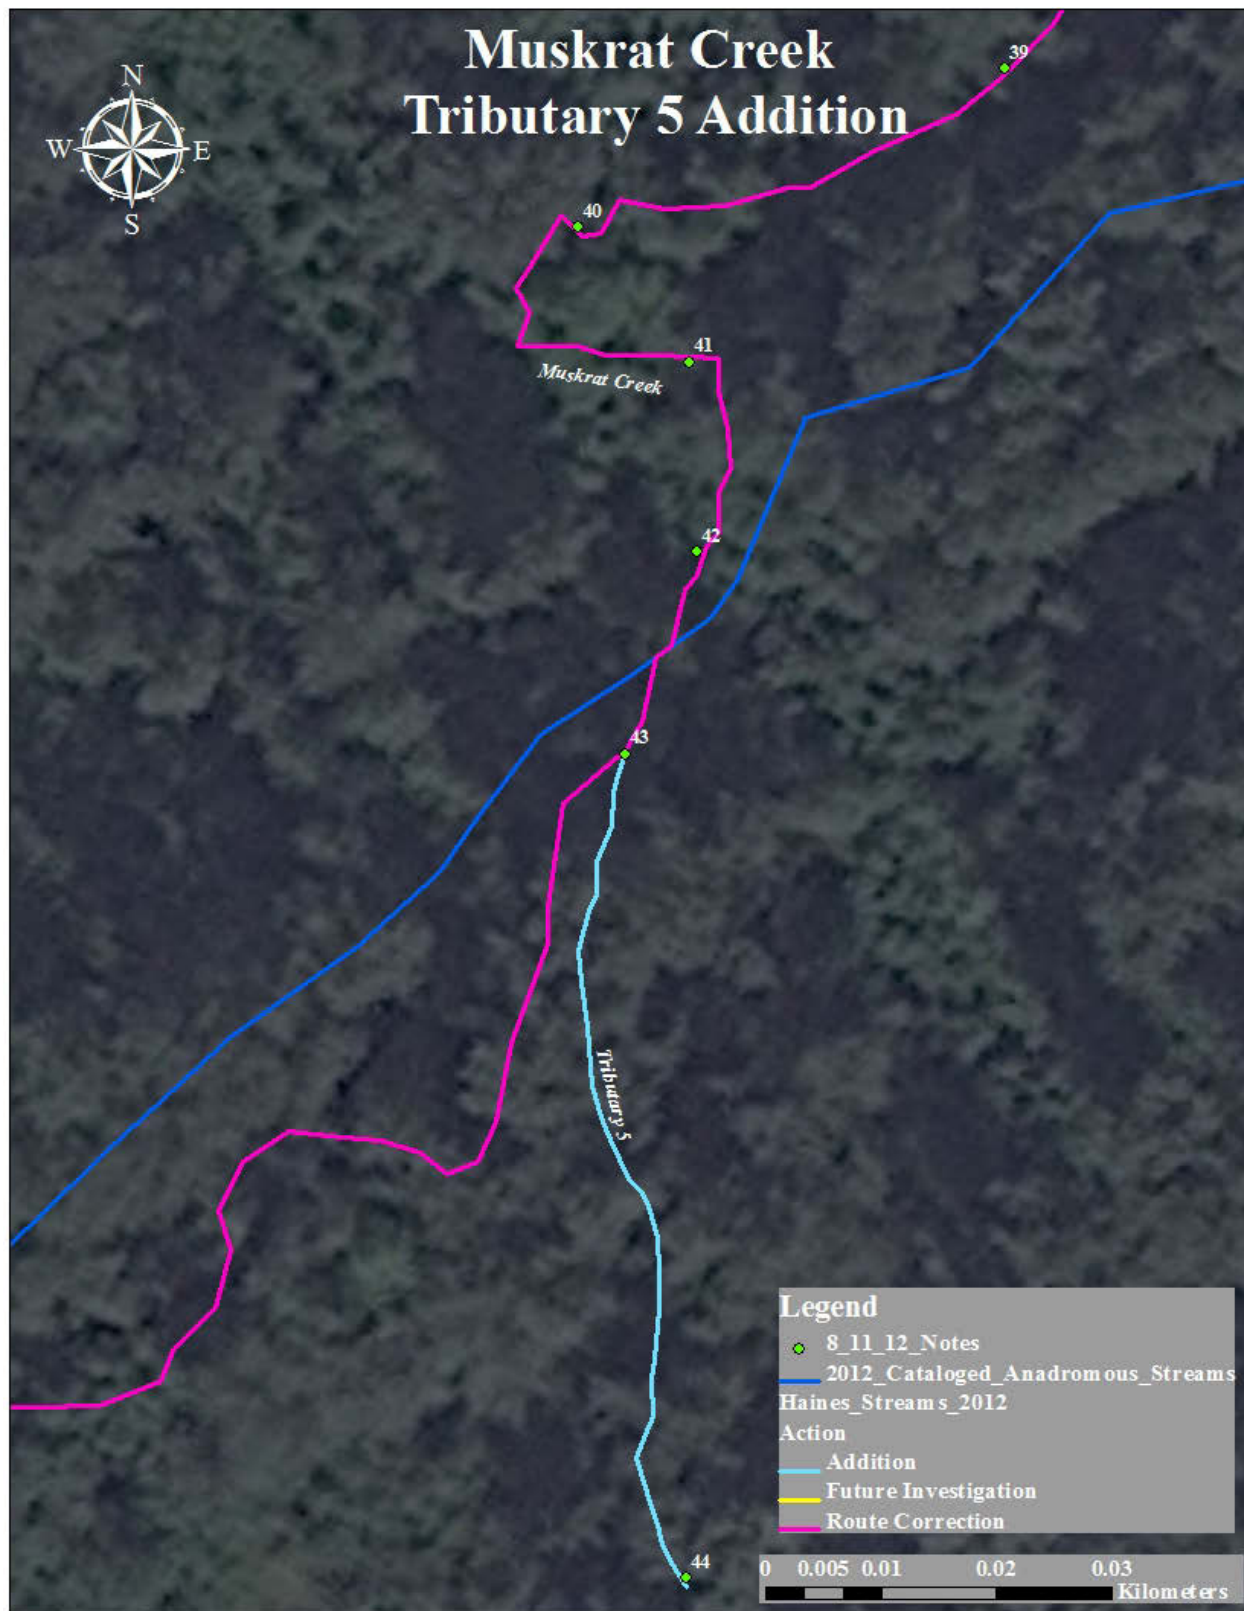 Muskrat Creek
Tributary 5 Addition
N
W E
S
39
40
41
Muskrat Creek
42
43
Tributary 5
44
Legend
8_11_12_Notes
2012_Cataloged_Anadromous_Streams
Haines_Streams_2012
Action
Addition
Future Investigation
Route Correction
0 0.005 0.01 0.02 0.03
Kilometers